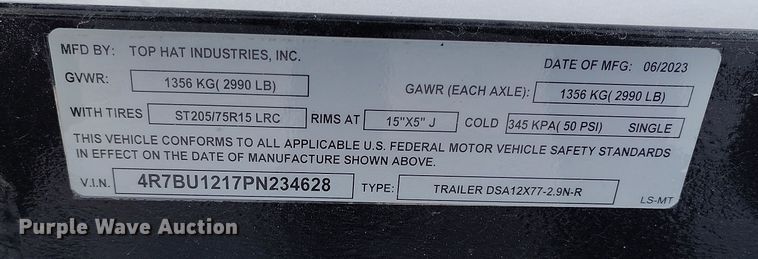 MFD BY: TOP HAT INDUSTRIES, INC.
DATE OF MFG: 06/2023
GVWR: 1356 KG( 2990 LB)
GAWR (EACH AXLE): 1356 KG( 2990 LB)
WITH TIRES ST205/75R15 LRC RIMS AT 15"X5" J COLD 345 KPA( 50 PSI) SINGLE
THIS VEHICLE CONFORMS TO ALL APPLICABLE U.S. FEDERAL MOTOR VEHICLE SAFETY STANDARDS
IN EFFECT ON THE DATE OF MANUFACTURE SHOWN ABOVE.
V.I.N. 4R7BU1217PN234628 TYPE: TRAILER DSA12X77-2.9N-R
LS-MT
Purple Wave Auction